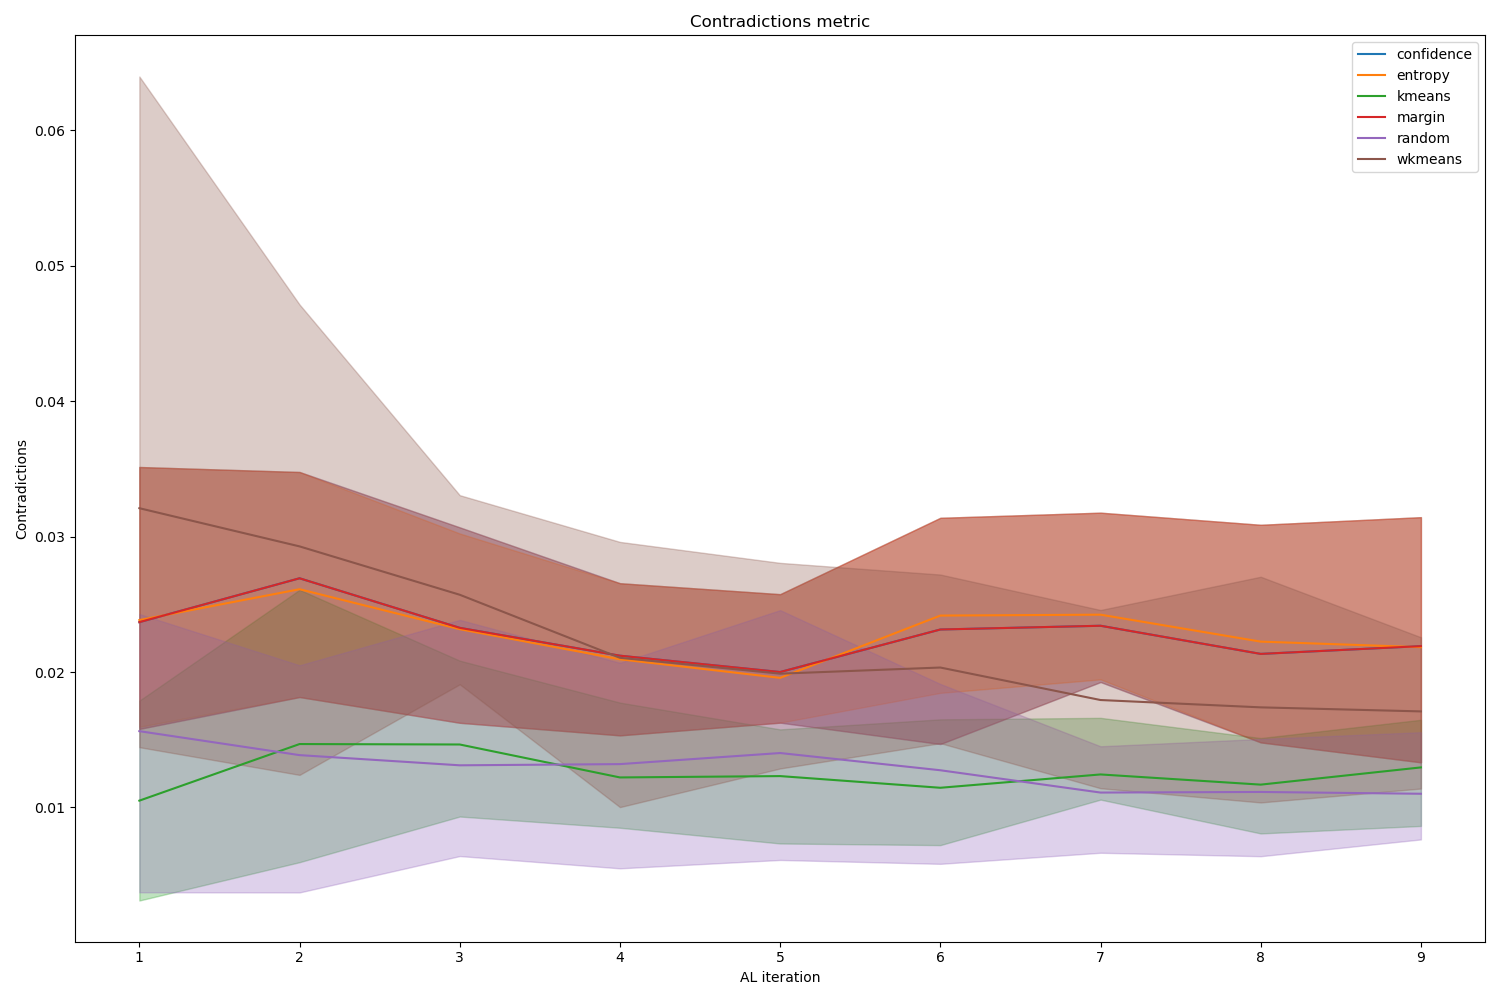 Contradictions metric
confidence
entropy
kmeans
margin
random
wkmeans
0.06
0.05
0.04
0.03
0.02
0.01
Contradictions
1 2 3 4 5 6 7 8 9
AL iteration